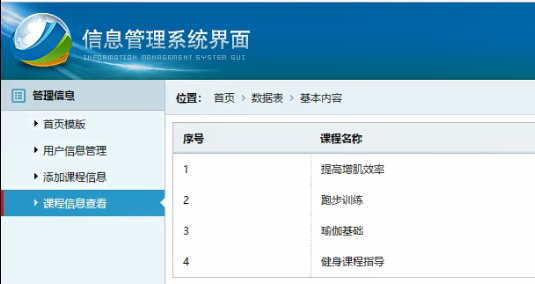 信息管理系统界面
INFORMATION MANAGEMENT SYSTEM GUI
管理信息
位置： 首页 > 数据表 > 基本内容
首页模版
用户信息管理
添加课程信息
课程信息查看
序号 课程名称
1 提高增肌效率
2 跑步训练
3 瑜伽基础
4 健身课程指导